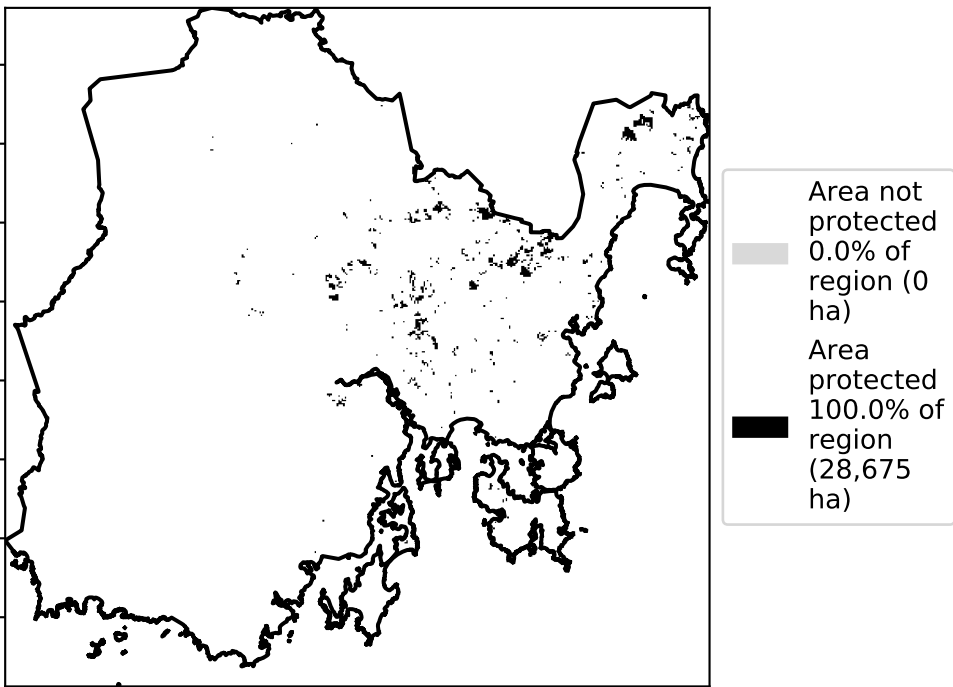 Area not
protected
0.0% of
region (0
ha)
Area
protected
100.0% of
region
(28,675
ha)